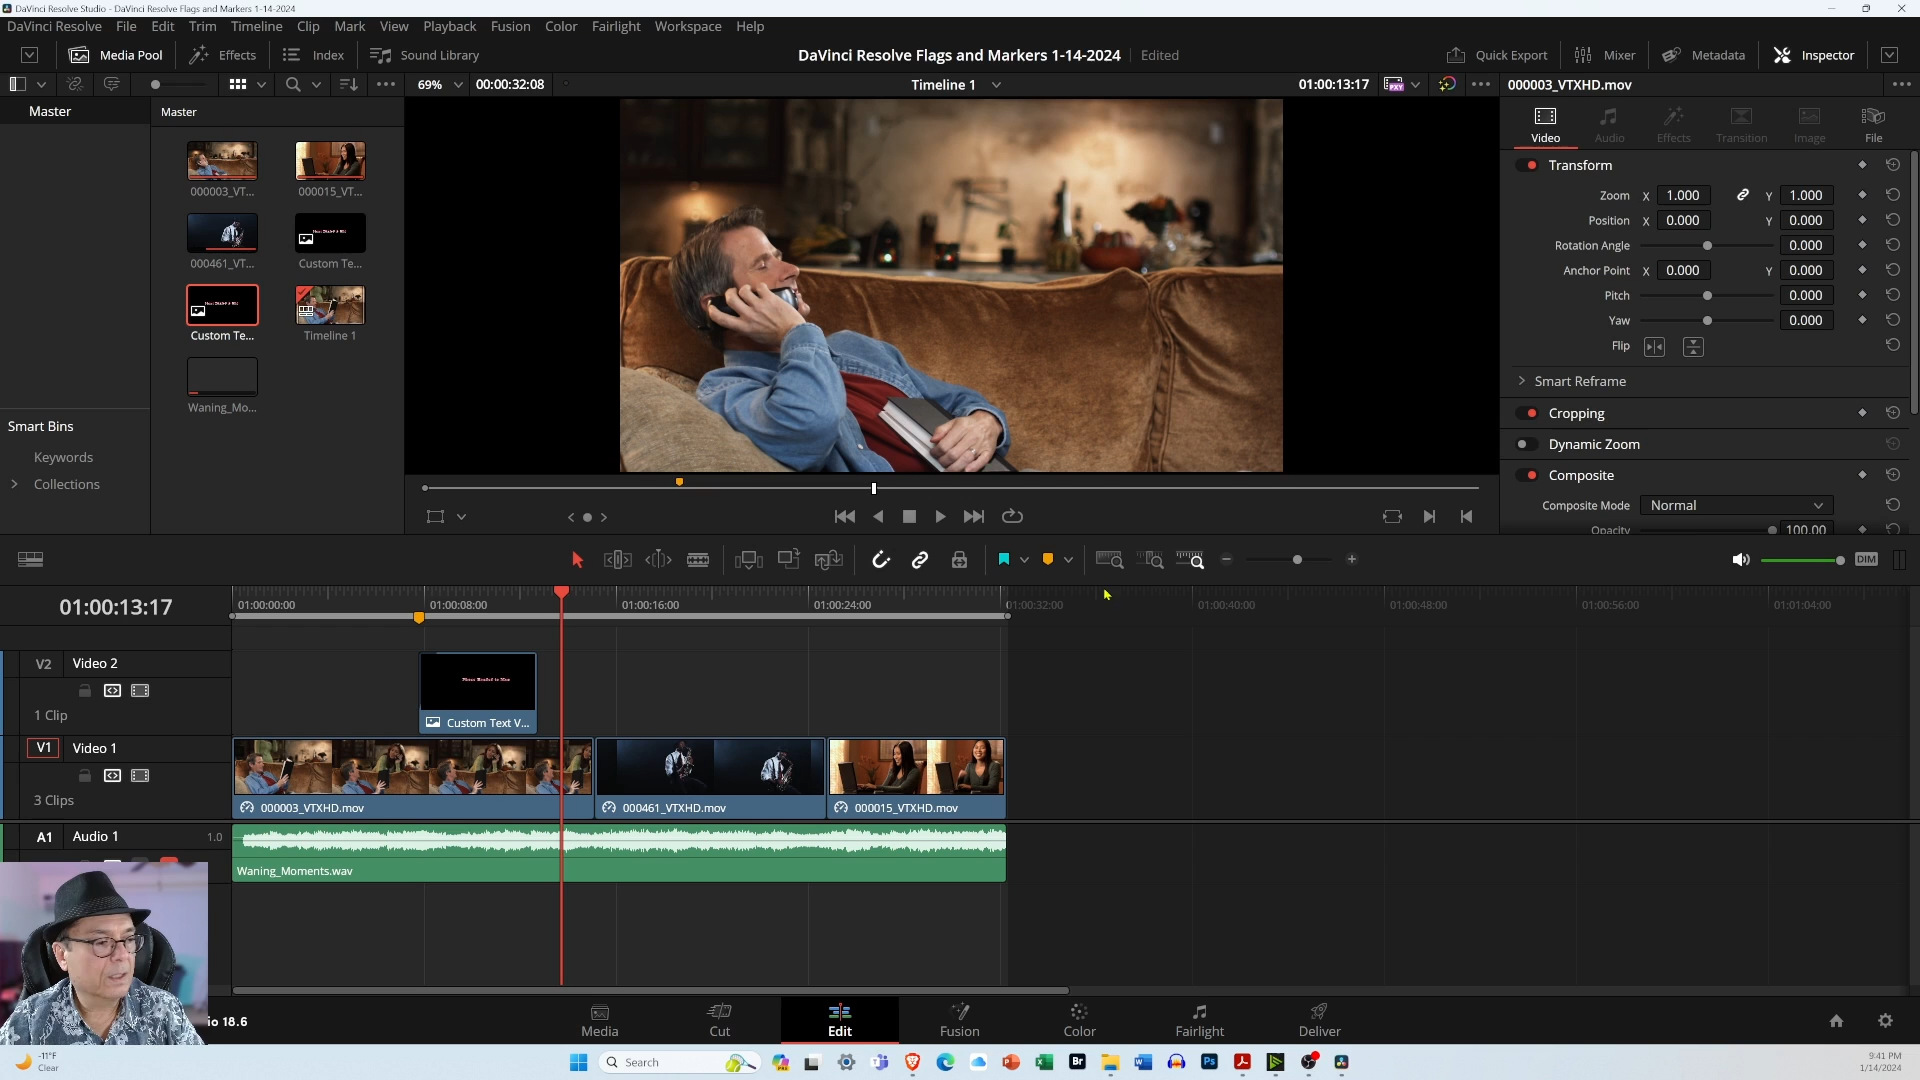 DaVinci Resolve Studio - DaVinci Resolve Flags and Markers 1-14-2024
DaVinci Resolve File Edit Trim Timeline Clip Mark View Playback Fusion Color Fairlight Workspace Help
Media Pool Effects Index Sound Library DaVinci Resolve Flags and Markers 1-14-2024 Edited Quick Export Mixer Metadata Inspector
69% 00:00:32:08 Timeline 1 01:00:13:17 000003_VTXHD.mov
Master Master
Video Audio Effects Transition Image File
Transform
000003_VT... 000015_VT...
Zoom X 1.000 Y 1.000
Position X 0.000 Y 0.000
Rotation Angle 0.000
000461_VT... Custom Te...
Anchor Point X 0.000 Y 0.000
Pitch 0.000
Yaw 0.000
Custom Te... Timeline 1
Flip
Smart Reframe
Waning_Mo...
Cropping
Smart Bins
Dynamic Zoom
Keywords
Composite
Collections
Composite Mode Normal
Opacity 100.00
DIM
01:00:13:17 01:00:00:00 01:00:08:00 01:00:16:00 01:00:24:00 01:00:32:00 01:00:40:00 01:00:48:00 01:00:56:00 01:01:04:00
V2 Video 2
1 Clip
Custom Text V...
V1 Video 1
3 Clips
000003_VTXHD.mov 000461_VTXHD.mov 000015_VTXHD.mov
A1 Audio 1 1.0
Waning_Moments.wav
io 18.6
Media Cut Edit Fusion Color Fairlight Deliver
-11°F
Clear
Search
Br
Ps
9:41 PM
1/14/2024